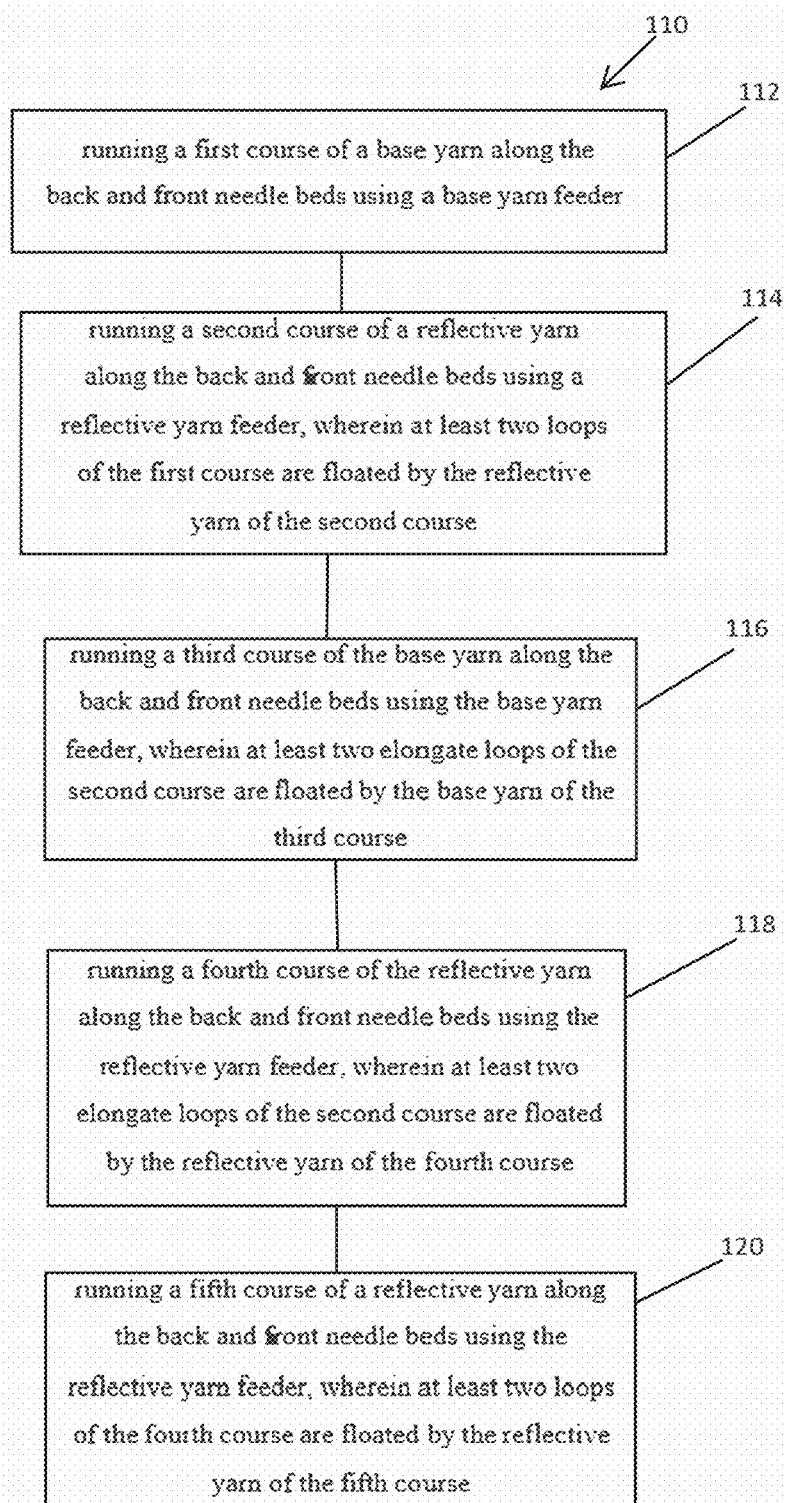 110
112
running a first course of a base yarn along the
back and front needle beds using a base yarn feeder
114
running a second course of a reflective yarn
along the back and front needle beds using a
reflective yarn feeder, wherein at least two loops
of the first course are floated by the reflective
yarn of the second course
116
running a third course of the base yarn along the
back and front needle beds using the base yarn
feeder, wherein at least two elongate loops of the
second course are floated by the base yarn of the
third course
118
running a fourth course of the reflective yarn
along the back and front needle beds using the
reflective yarn feeder, wherein at least two
elongate loops of the second course are floated
by the reflective yarn of the fourth course
120
running a fifth course of a reflective yarn along
the back and front needle beds using the
reflective yarn feeder, wherein at least two loops
of the fourth course are floated by the reflective
yarn of the fifth course